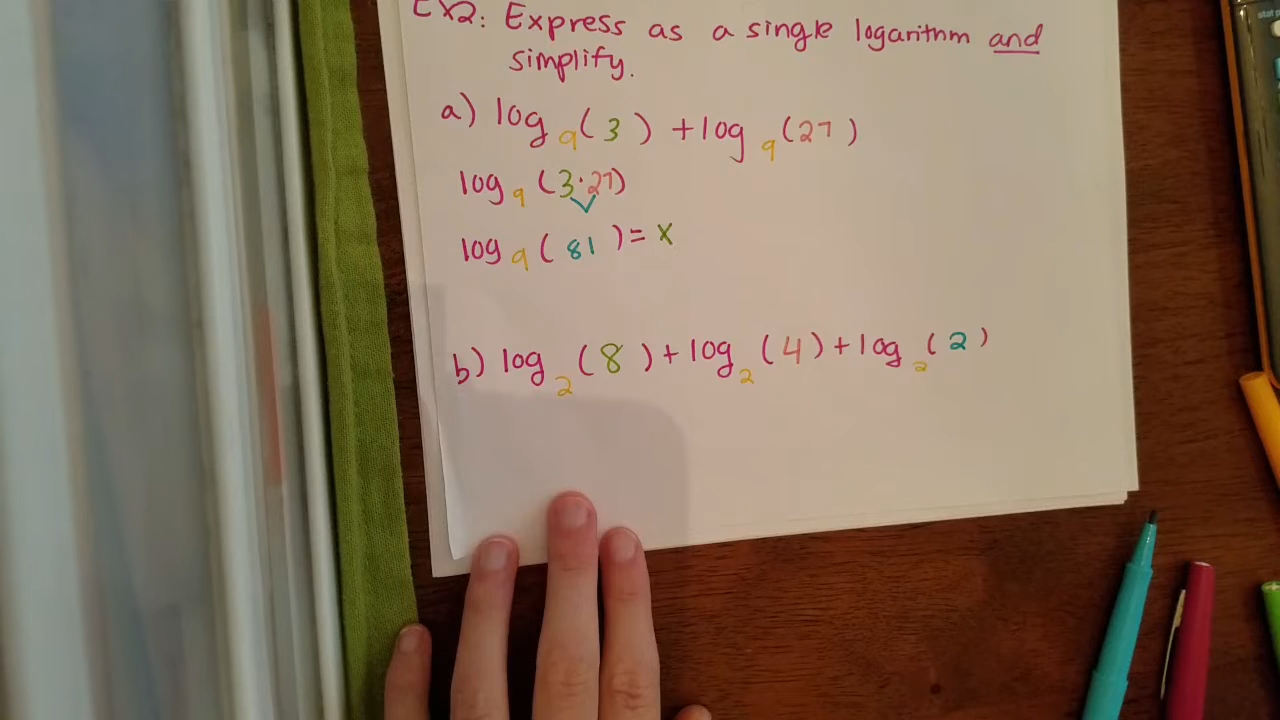 EX2: Express as a single logarithm and
simplify.
a) log₉(3) + log₉(27)
log₉(3·27)
log₉(81) = x
b) log₂(8) + log₂(4) + log₂(2)